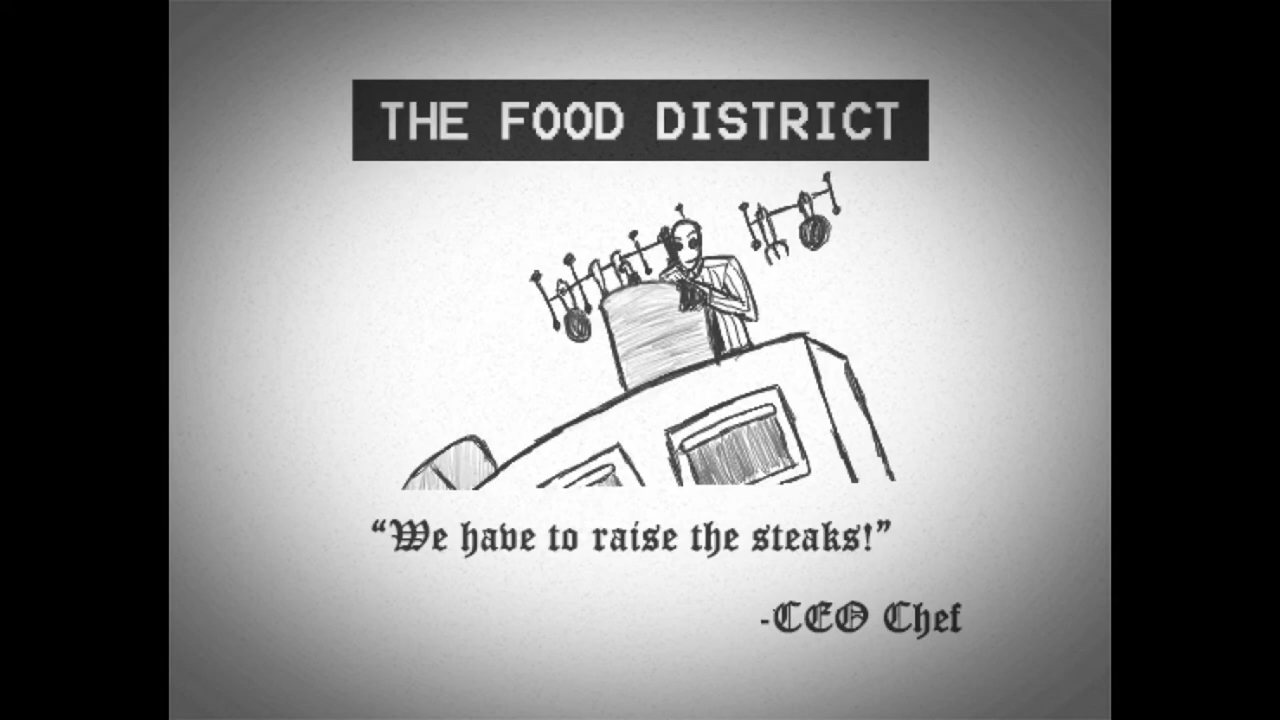 THE FOOD DISTRICT
“We have to raise the steaks!”
-CEO Chef